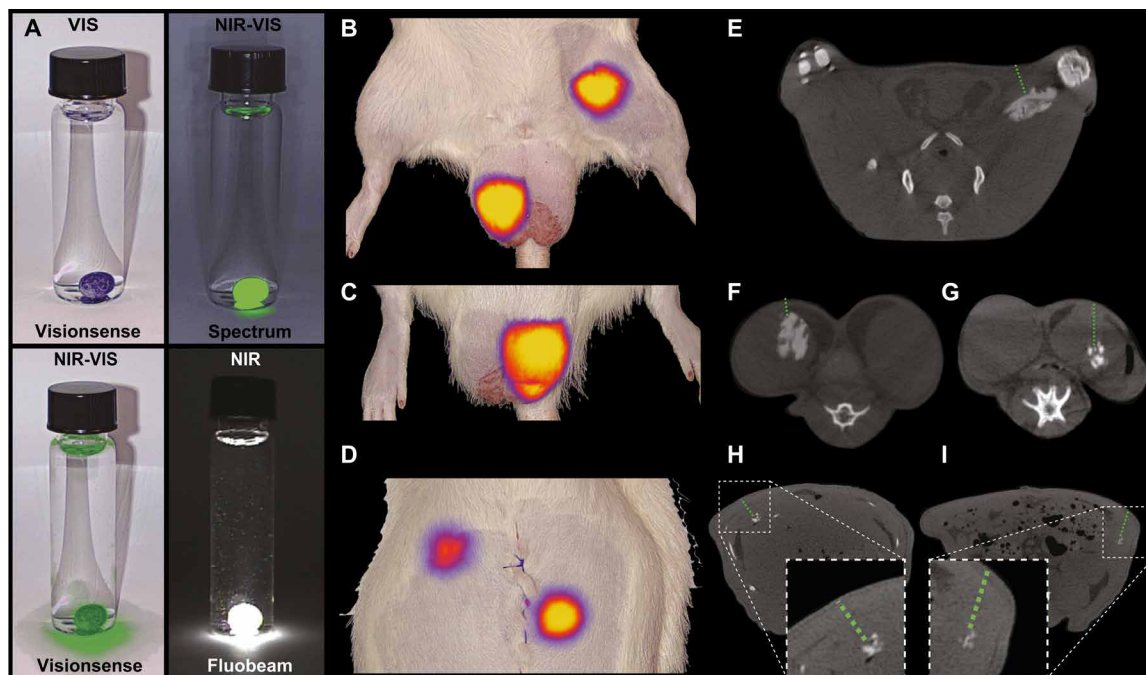 A
VIS
NIR-VIS
Visionsense
Spectrum
NIR-VIS
NIR
Visionsense
Fluobeam
B
C
D
E
F
G
H
I